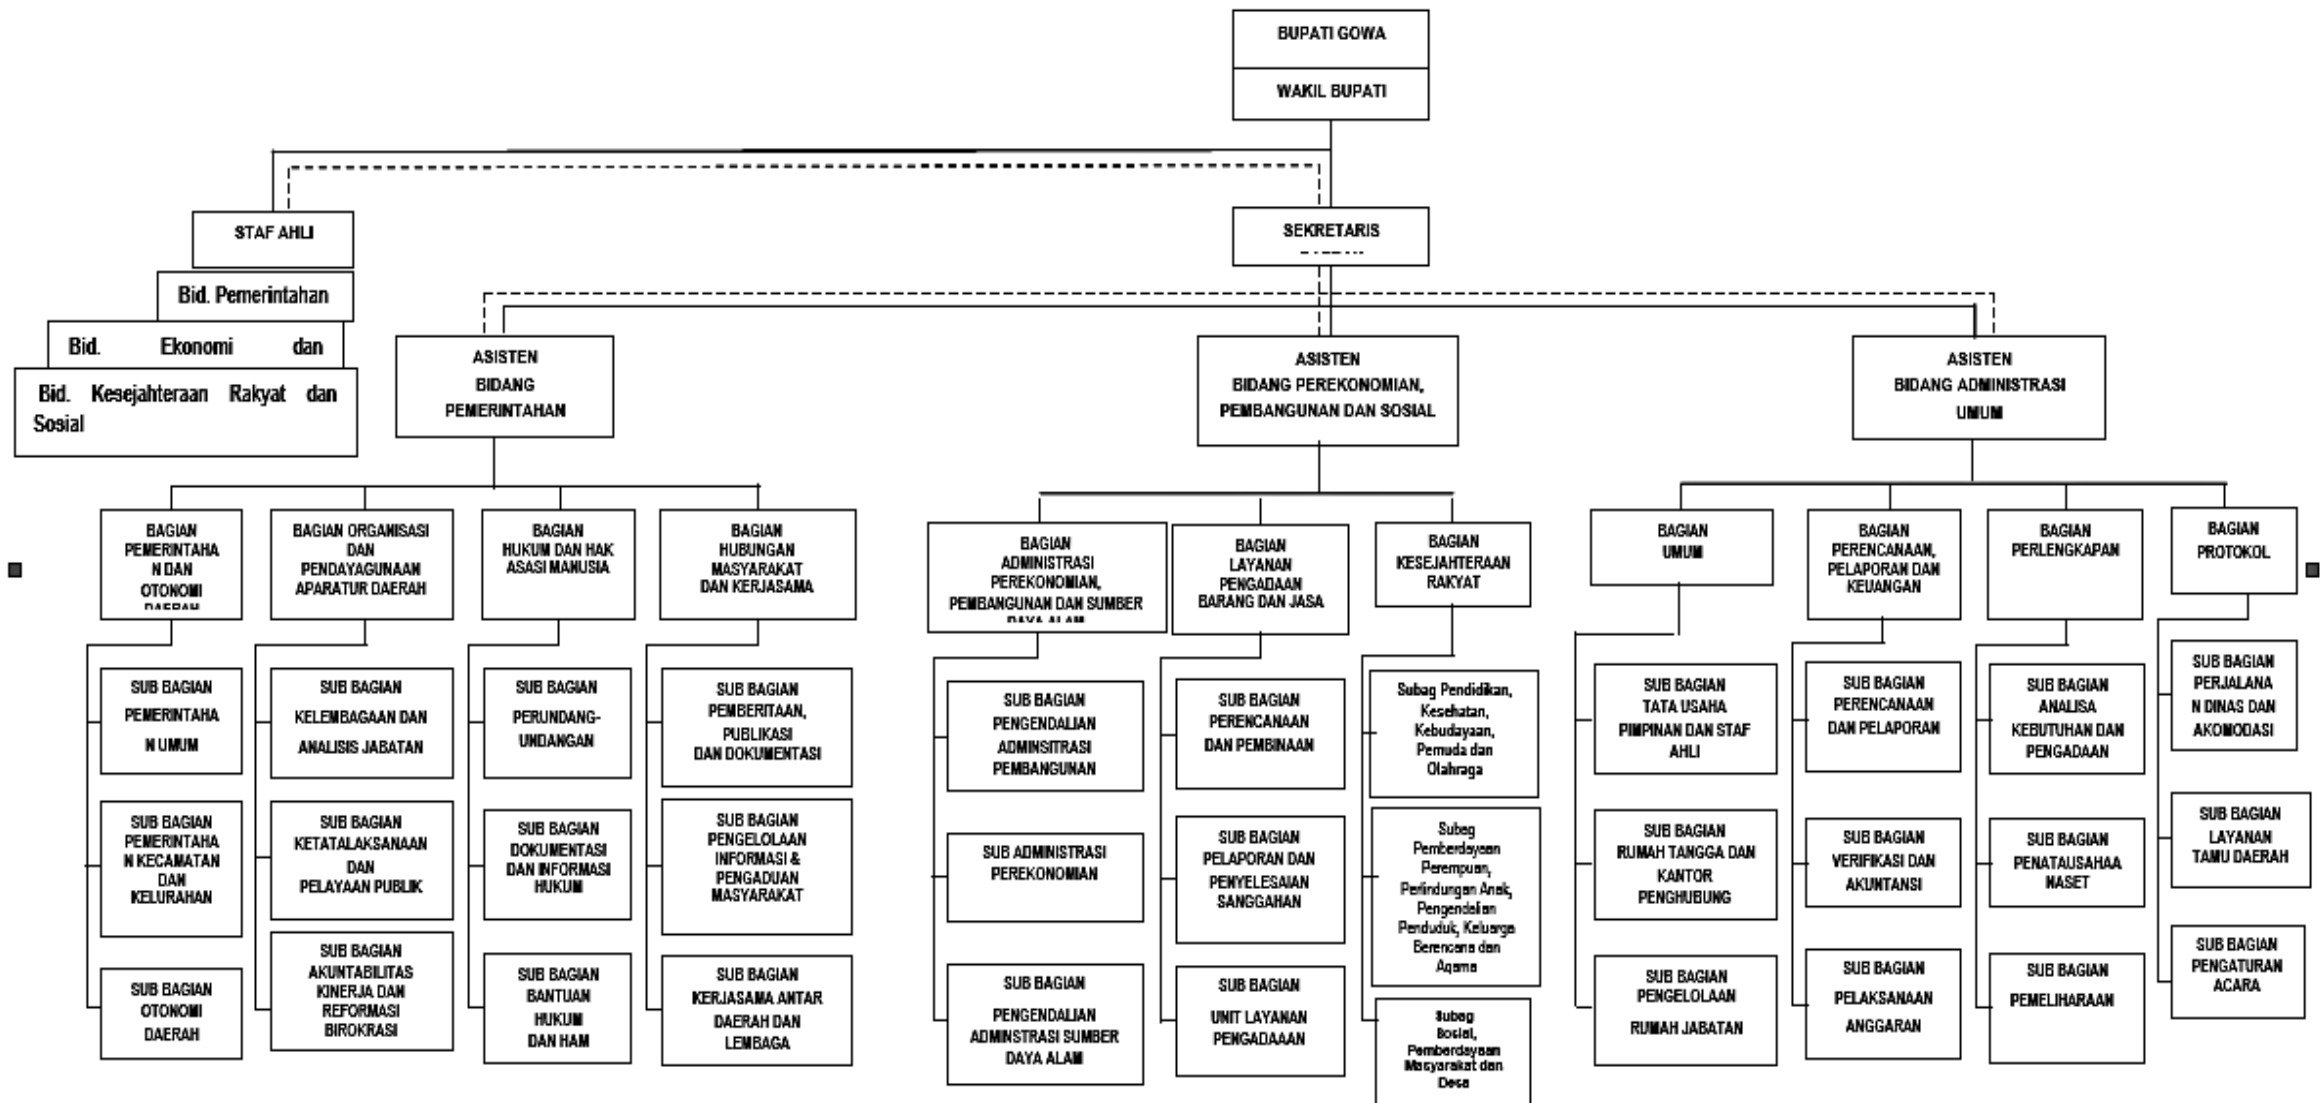 BUPATI GOWA
WAKIL BUPATI
STAF AHLI
SEKRETARIS
Bid. Pemerintahan
Bid. Ekonomi dan
Bid. Kesejahteraan Rakyat dan
Sosial
ASISTEN
BIDANG
PEMERINTAHAN
ASISTEN
BIDANG PEREKONOMIAN,
PEMBANGUNAN DAN SOSIAL
ASISTEN
BIDANG ADMINISTRASI
UMUM
BAGIAN
PEMERINTAHA
N DAN
OTONOMI
DAERAH
BAGIAN ORGANISASI
DAN
PENDAYAGUNAAN
APARATUR DAERAH
BAGIAN
HUKUM DAN HAK
ASASI MANUSIA
BAGIAN
HUBUNGAN
MASYARAKAT
DAN KERJASAMA
BAGIAN
ADMINISTRASI
PEREKONOMIAN,
PEMBANGUNAN DAN SUMBER
DAYA ALAM
BAGIAN
LAYANAN
PENGADAAN
BARANG DAN JASA
BAGIAN
KESEJAHTERAAN
RAKYAT
BAGIAN
UMUM
BAGIAN
PERENCANAAN,
PELAPORAN DAN
KEUANGAN
BAGIAN
PERLENGKAPAN
BAGIAN
PROTOKOL
SUB BAGIAN
PEMERINTAHA
N UMUM
SUB BAGIAN
KELEMBAGAAN DAN
ANALISIS JABATAN
SUB BAGIAN
PERUNDANG-
UNDANGAN
SUB BAGIAN
PEMBERITAAN,
PUBLIKASI
DAN DOKUMENTASI
SUB BAGIAN
PENGENDALIAN
ADMINSITRASI
PEMBANGUNAN
SUB BAGIAN
PERENCANAAN
DAN PEMBINAAN
Subag Pendidikan,
Kesehatan,
Kebudayaan,
Pemuda dan
Olahraga
SUB BAGIAN
TATA USAHA
PIMPINAN DAN STAF
AHLI
SUB BAGIAN
PERENCANAAN
DAN PELAPORAN
SUB BAGIAN
ANALISA
KEBUTUHAN DAN
PENGADAAN
SUB BAGIAN
PERJALANA
N DINAS DAN
AKOMODASI
SUB BAGIAN
PEMERINTAHA
N KECAMATAN
DAN
KELURAHAN
SUB BAGIAN
KETATALAKSANAAN
DAN
PELAYAAN PUBLIK
SUB BAGIAN
DOKUMENTASI
DAN INFORMASI
HUKUM
SUB BAGIAN
PENGELOLAAN
INFORMASI &
PENGADUAN
MASYARAKAT
SUB ADMINISTRASI
PEREKONOMIAN
SUB BAGIAN
PELAPORAN DAN
PENYELESAIAN
SANGGAHAN
Subag
Pemberdayaan
Perempuan,
Perlindungan Anak,
Pengendalian
Penduduk, Keluarga
Berencana dan
Agama
SUB BAGIAN
RUMAH TANGGA DAN
KANTOR
PENGHUBUNG
SUB BAGIAN
VERIFIKASI DAN
AKUNTANSI
SUB BAGIAN
PENATAUSAHAA
NASET
SUB BAGIAN
LAYANAN
TAMU DAERAH
SUB BAGIAN
OTONOMI
DAERAH
SUB BAGIAN
AKUNTABILITAS
KINERJA DAN
REFORMASI
BIROKRASI
SUB BAGIAN
BANTUAN
HUKUM
DAN HAM
SUB BAGIAN
KERJASAMA ANTAR
DAERAH DAN
LEMBAGA
SUB BAGIAN
PENGENDALIAN
ADMINSTRASI SUMBER
DAYA ALAM
SUB BAGIAN
UNIT LAYANAN
PENGADAAAN
Subag
Sosial,
Pemberdayaan
Masyarakat dan
Desa
SUB BAGIAN
PENGELOLAAN
RUMAH JABATAN
SUB BAGIAN
PELAKSANAAN
ANGGARAN
SUB BAGIAN
PEMELIHARAAN
SUB BAGIAN
PENGATURAN
ACARA